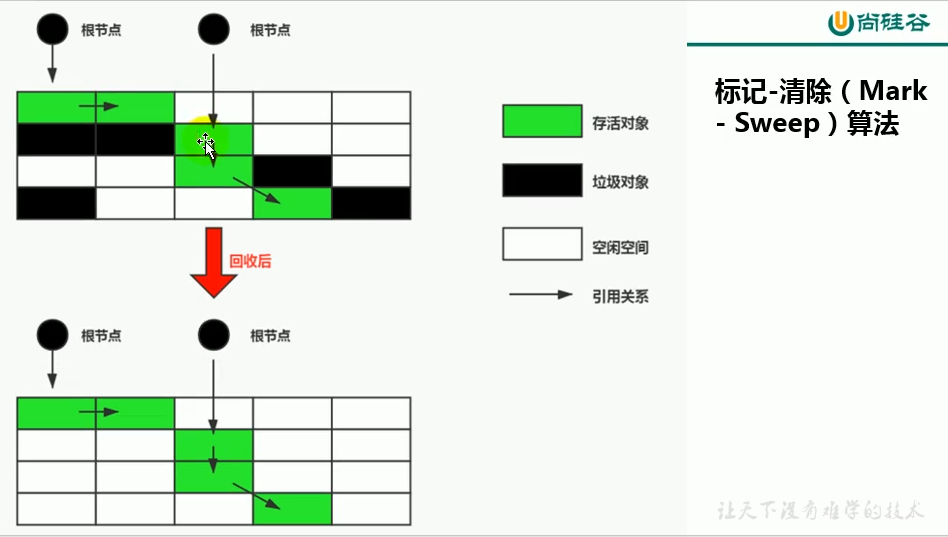 根节点
根节点
尚硅谷
标记-清除（Mark
- Sweep）算法
存活对象
垃圾对象
空闲空间
引用关系
回收后
根节点
根节点
让天下没有难学的技术